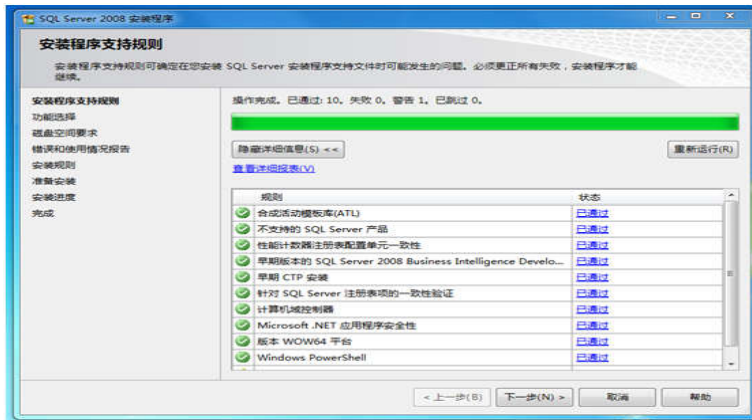 SQL Server 2008 安装程序
安装程序支持规则
安装程序支持规则可确定在您安装 SQL Server 安装程序支持文件时可能发生的问题。必须更正所有失败，安装程序才能
继续。
安装程序支持规则
功能选择
磁盘空间要求
错误和使用情况报告
安装规则
准备安装
安装进度
完成
操作完成。已通过: 10。失败 0。警告 1。已跳过 0。
隐藏详细信息(S) <<
重新运行(R)
查看详细报表(V)
规则 状态
合成活动模板库(ATL) 已通过
不支持的 SQL Server 产品 已通过
性能计数器注册表配置单元一致性 已通过
早期版本的 SQL Server 2008 Business Intelligence Develo... 已通过
早期 CTP 安装 已通过
针对 SQL Server 注册表项的一致性验证 已通过
计算机域控制器 已通过
Microsoft .NET 应用程序安全性 已通过
版本 WOW64 平台 已通过
Windows PowerShell 已通过
< 上一步(B) 下一步(N) > 取消 帮助